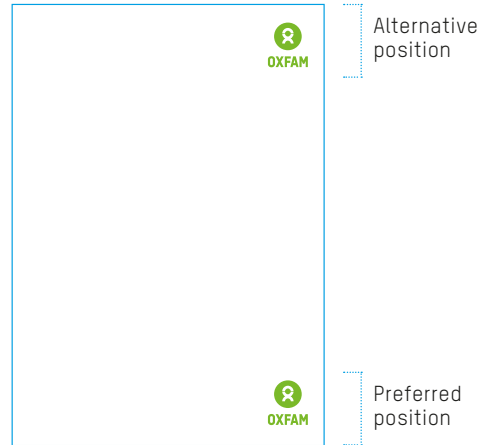 OXFAM
Alternative
position
OXFAM
Preferred
position